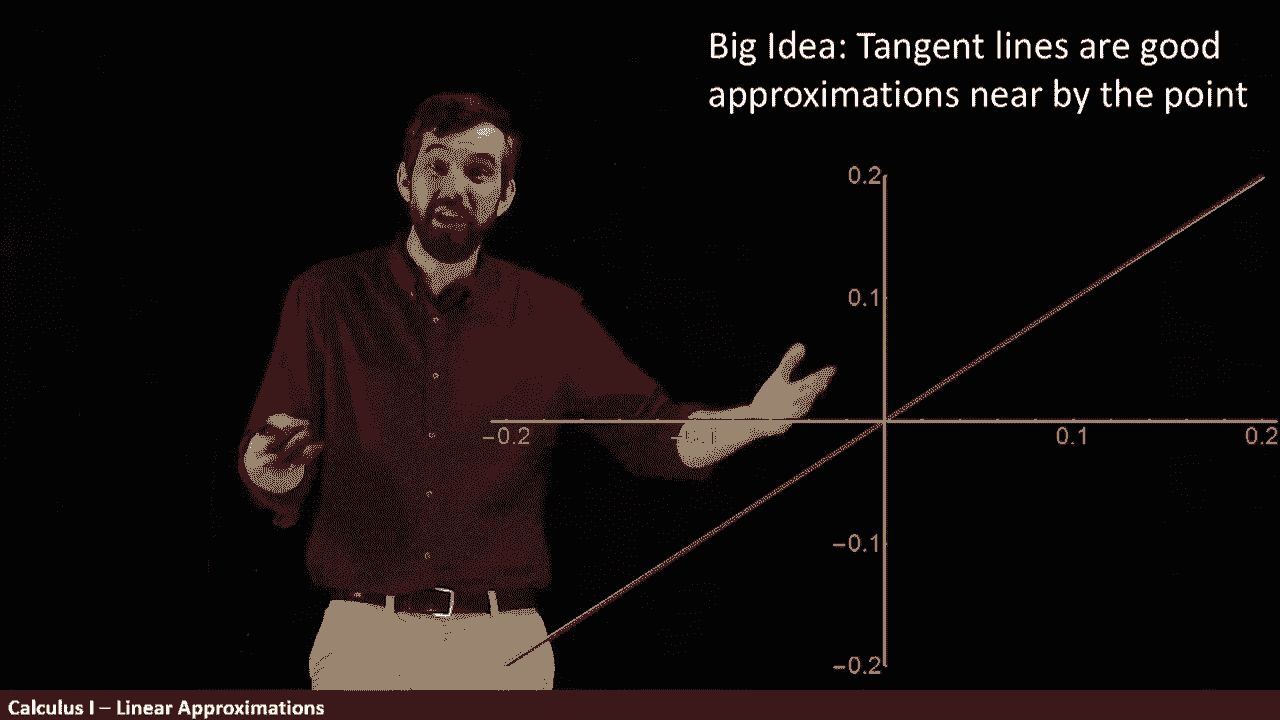 Big Idea: Tangent lines are good
approximations near by the point
0.2
0.1
−0.2
−0.1
0.1
0.2
−0.1
−0.2
Calculus I – Linear Approximations